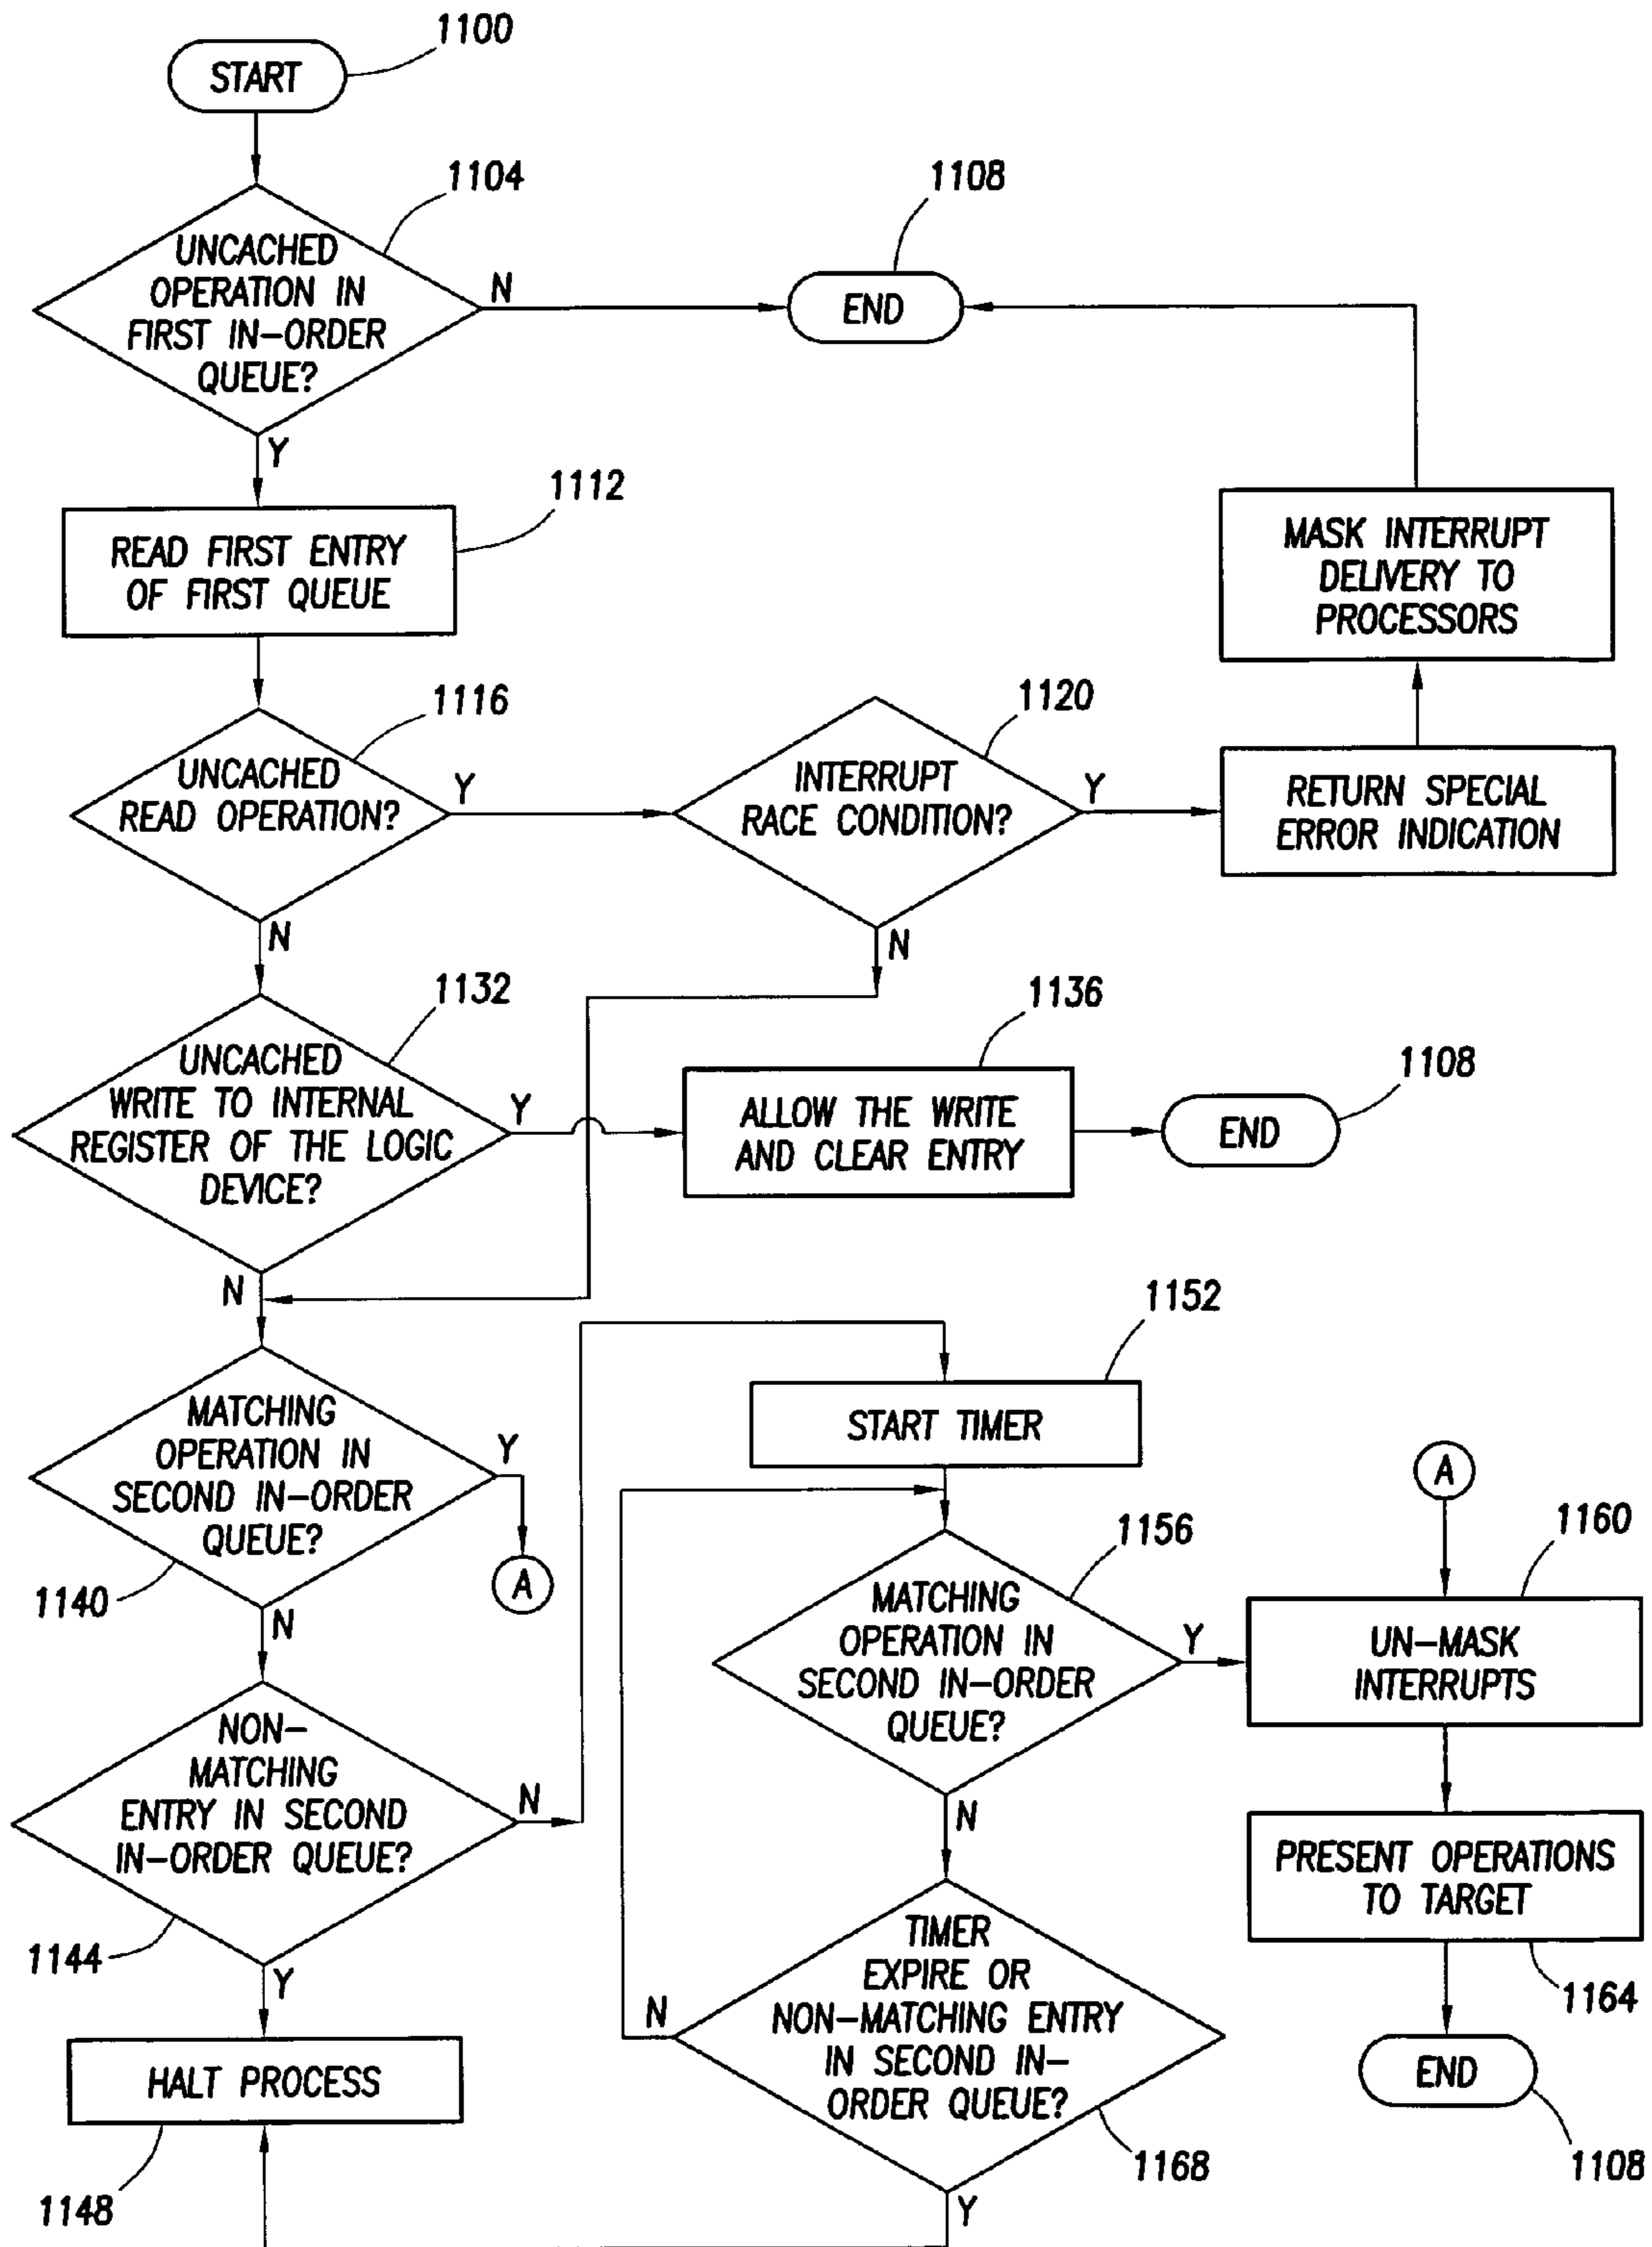 1100
START
1104
1108
UNCACHED
OPERATION IN
FIRST IN-ORDER
QUEUE?
N
END
Y
1112
READ FIRST ENTRY
OF FIRST QUEUE
MASK INTERRUPT
DELIVERY TO
PROCESSORS
1116
1120
UNCACHED
READ OPERATION?
Y
INTERRUPT
RACE CONDITION?
Y
RETURN SPECIAL
ERROR INDICATION
N
N
1132
1136
UNCACHED
WRITE TO INTERNAL
REGISTER OF THE LOGIC
DEVICE?
Y
ALLOW THE WRITE
AND CLEAR ENTRY
1108
END
N
1152
START TIMER
MATCHING
OPERATION IN
SECOND IN-ORDER
QUEUE?
Y
A
1140
N
A
1156
1160
MATCHING
OPERATION IN
SECOND IN-ORDER
QUEUE?
Y
UN-MASK
INTERRUPTS
NON-
MATCHING
ENTRY IN SECOND
IN-ORDER QUEUE?
N
1144
Y
N
PRESENT OPERATIONS
TO TARGET
1164
TIMER
EXPIRE OR
NON-MATCHING ENTRY
IN SECOND IN-
ORDER QUEUE?
N
1168
Y
HALT PROCESS
1148
END
1108